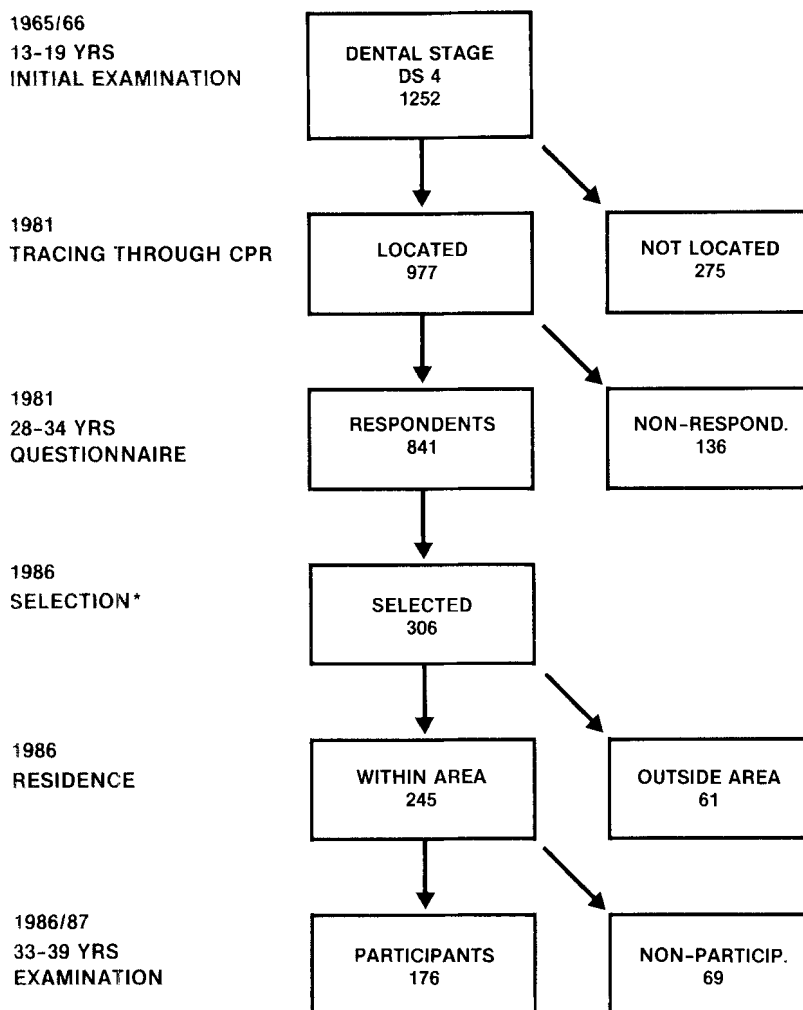 1965/66
13-19 YRS
INITIAL EXAMINATION
DENTAL STAGE
DS 4
1252
1981
TRACING THROUGH CPR
LOCATED
977
NOT LOCATED
275
1981
28-34 YRS
QUESTIONNAIRE
RESPONDENTS
841
NON-RESPOND.
136
1986
SELECTION*
SELECTED
306
1986
RESIDENCE
WITHIN AREA
245
OUTSIDE AREA
61
1986/87
33-39 YRS
EXAMINATION
PARTICIPANTS
176
NON-PARTICIP.
69